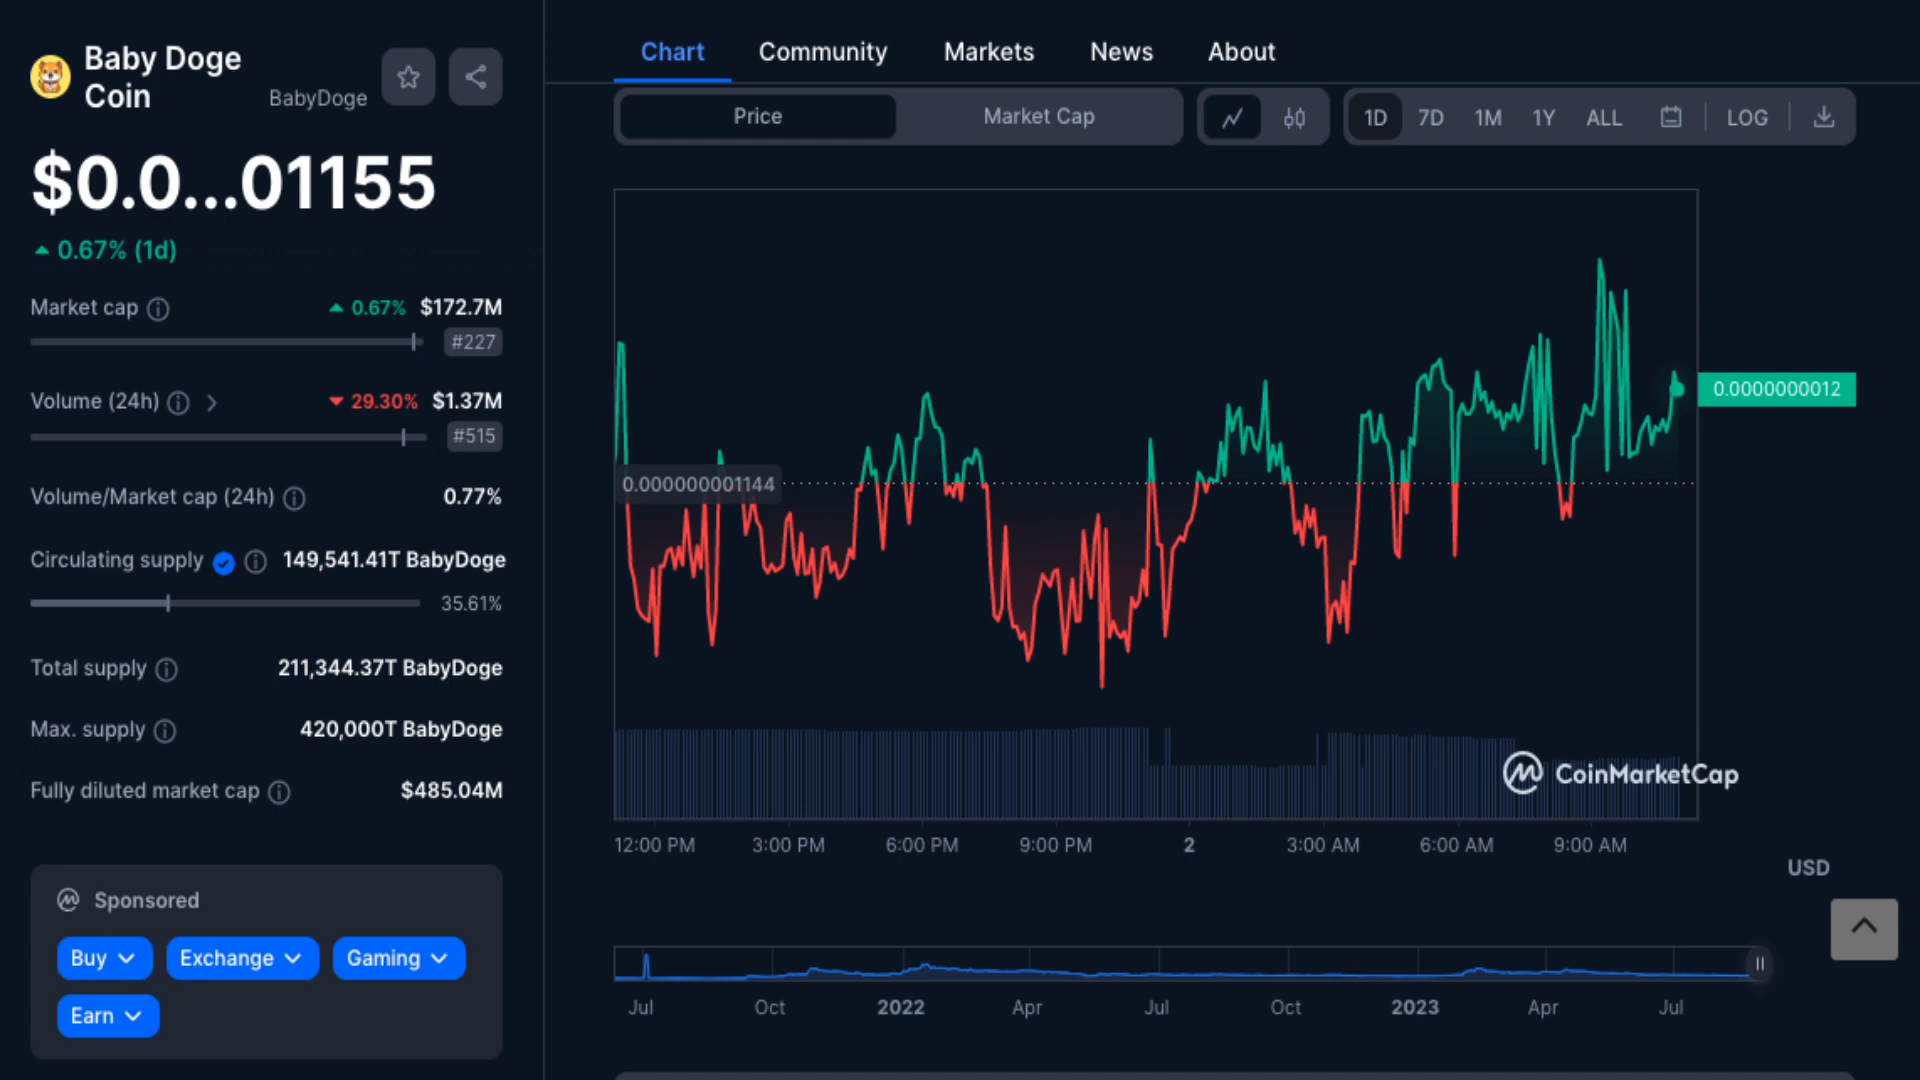 Baby Doge
Coin
BabyDoge
$0.0...01155
0.67% (1d)
Market cap
0.67% $172.7M
#227
Volume (24h)
29.30% $1.37M
#515
Volume/Market cap (24h)
0.77%
Circulating supply
149,541.41T BabyDoge
35.61%
Total supply
211,344.37T BabyDoge
Max. supply
420,000T BabyDoge
Fully diluted market cap
$485.04M
Sponsored
Buy
Exchange
Gaming
Earn
Chart Community Markets News About
Price Market Cap
1D 7D 1M 1Y ALL LOG
0.0000000012
0.000000001144
CoinMarketCap
12:00 PM 3:00 PM 6:00 PM 9:00 PM 2 3:00 AM 6:00 AM 9:00 AM
USD
Jul Oct 2022 Apr Jul Oct 2023 Apr Jul